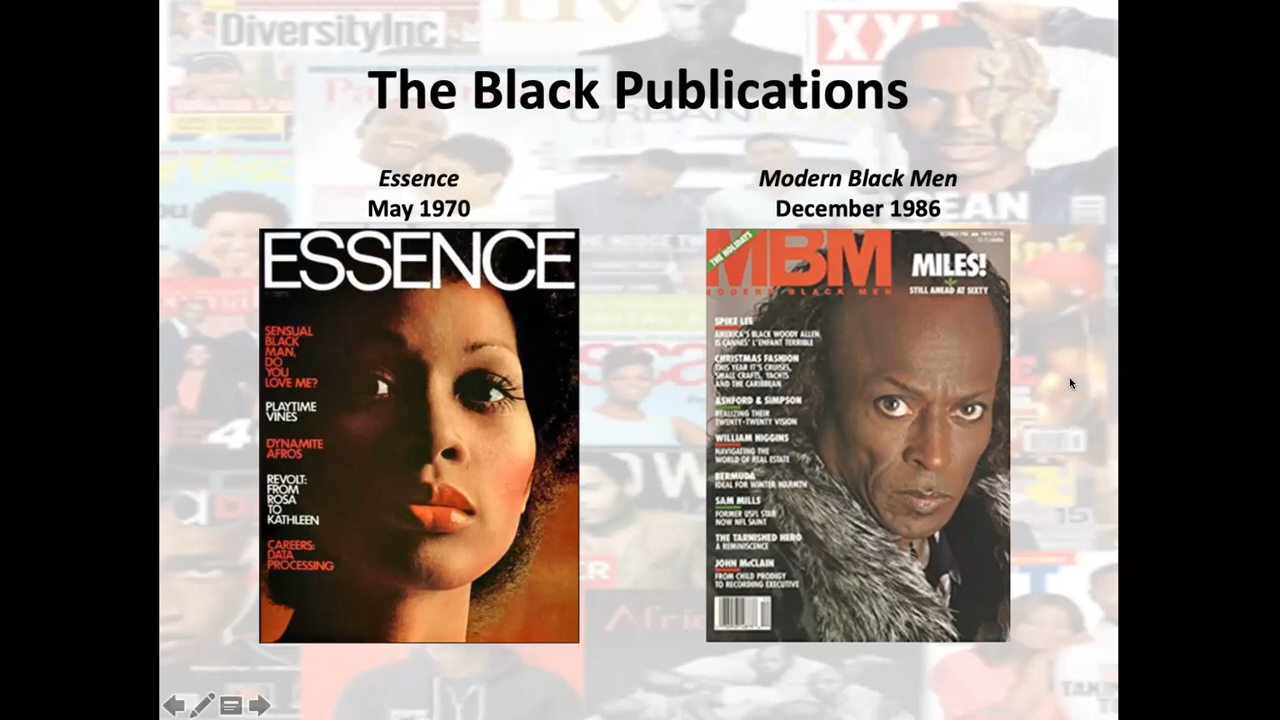 DiversityInc
XXL
The Black Publications
URBAN
Essence
May 1970
Modern Black Men
December 1986
EAN
ESSENCE
SENSUAL
BLACK
MAN,
DO
YOU
LOVE ME?
PLAYTIME
VINES
DYNAMITE
AFROS
REVOLT:
FROM
ROSA
TO
KATHLEEN
CAREERS:
DATA
PROCESSING
THE HOLIDAYS
MBM
MODERN BLACK MEN
MILES!
STILL AHEAD AT SIXTY
SPIKE LEE
AMERICA'S BLACK WOODY ALLEN
IS CANNES' L'ENFANT TERRIBLE
CHRISTMAS FASHION
THIS YEAR IT'S CRUISES,
SMALL CRAFTS, YACHTS
AND THE CARIBBEAN
ASHFORD & SIMPSON
REALIZING THEIR
TWENTY-TWENTY VISION
WILLIAM HIGGINS
NAVIGATING THE
WORLD OF REAL ESTATE
BERMUDA
IDEAL FOR WINTER WARMTH
SAM MILLS
FORMER USFL STAR
NOW NFL SAINT
THE TARNISHED HERO
A REMINISCENCE
JOHN McCLAIN
FROM CHILD PRODIGY
TO RECORDING EXECUTIVE
15